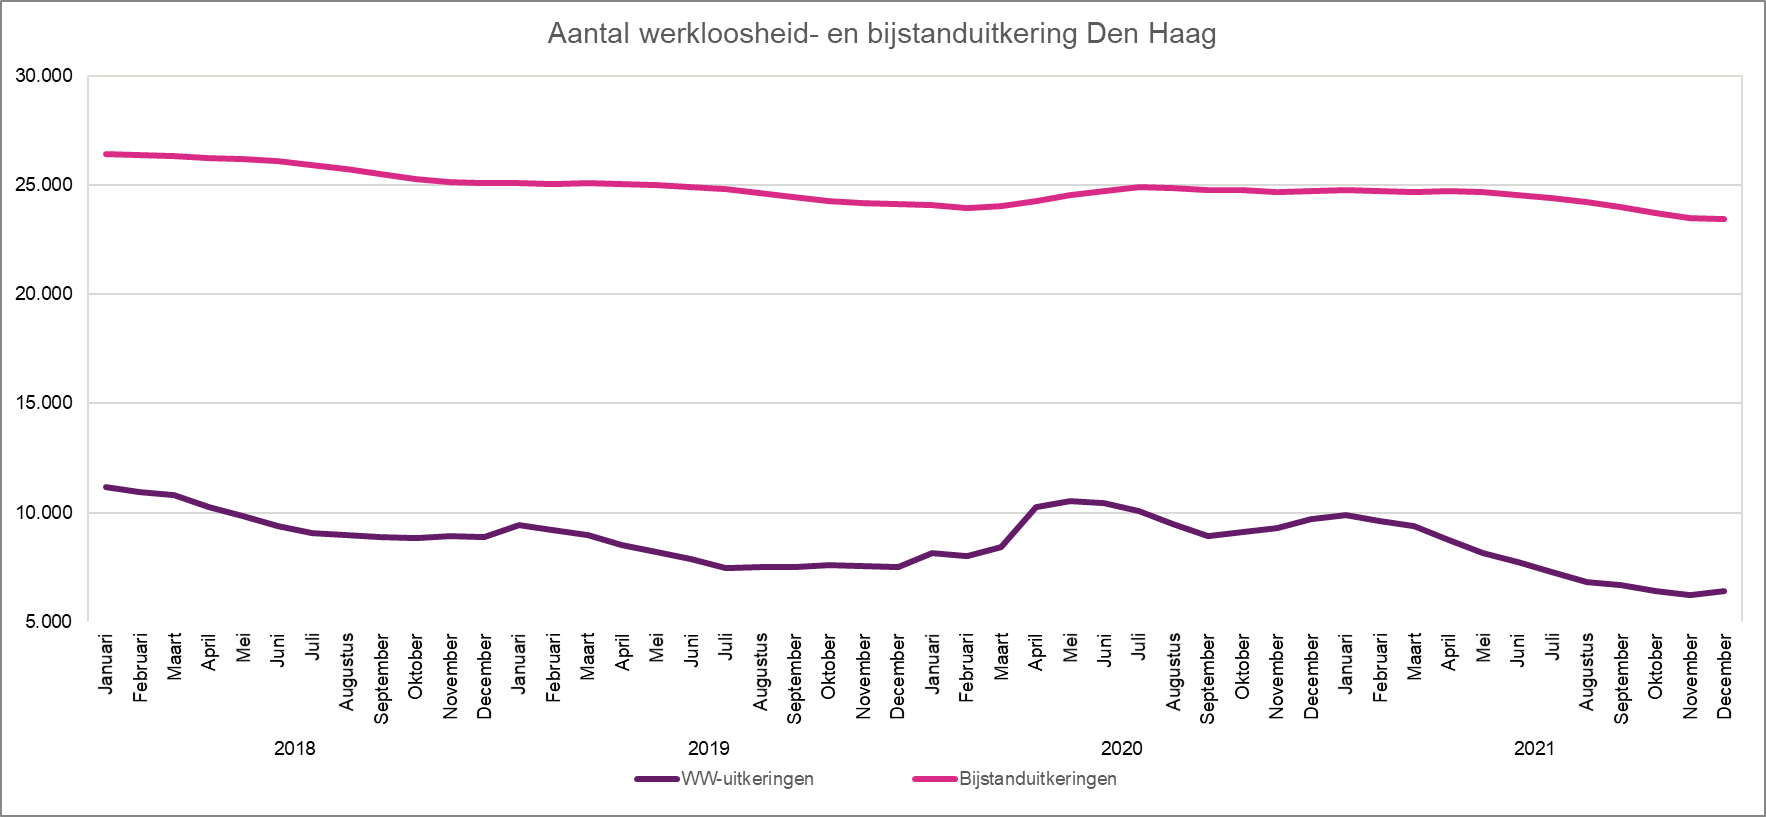 Aantal werkloosheid- en bijstanduitkering Den Haag
30.000
25.000
20.000
15.000
10.000
5.000
Januari
Februari
Maart
April
Mei
Juni
Juli
Augustus
September
Oktober
November
December
Januari
Februari
Maart
April
Mei
Juni
Juli
Augustus
September
Oktober
November
December
Januari
Februari
Maart
April
Mei
Juni
Juli
Augustus
September
Oktober
November
December
Januari
Februari
Maart
April
Mei
Juni
Juli
Augustus
September
Oktober
November
December
2018 2019 2020 2021
WW-uitkeringen Bijstanduitkeringen